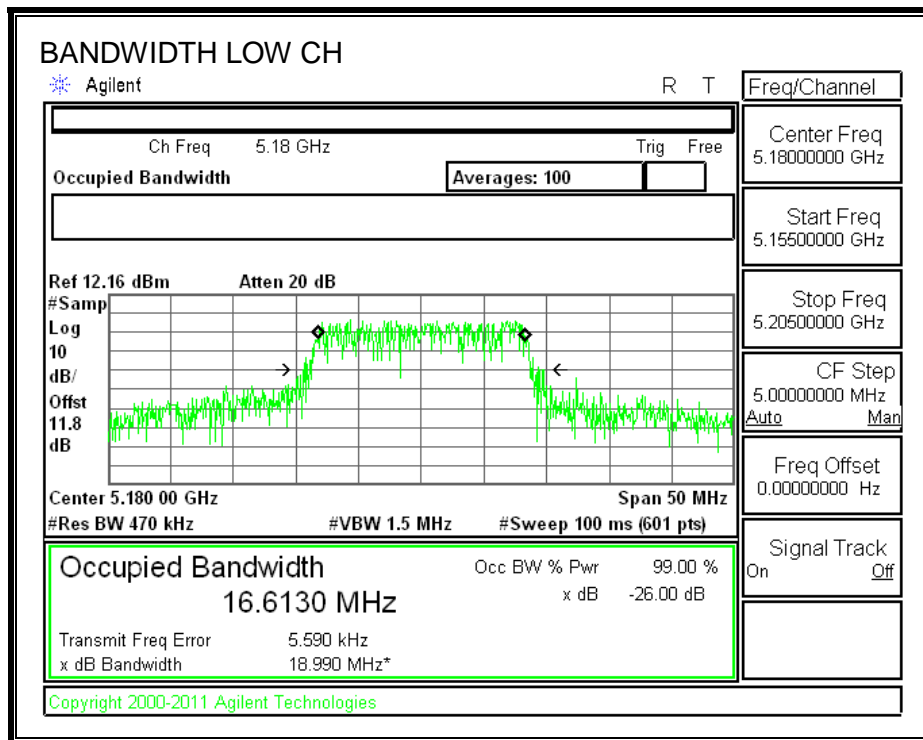 BANDWIDTH LOW CH
Agilent R T
Freq/Channel
Ch Freq 5.18 GHz Trig Free
Occupied Bandwidth Averages: 100
Center Freq
5.18000000 GHz
Start Freq
5.15500000 GHz
Stop Freq
5.20500000 GHz
CF Step
5.00000000 MHz
Auto Man
Freq Offset
0.00000000 Hz
Signal Track
On Off
Ref 12.16 dBm Atten 20 dB
#Samp
Log
10
dB/
Offst
11.8
dB
Center 5.180 00 GHz Span 50 MHz
#Res BW 470 kHz #VBW 1.5 MHz #Sweep 100 ms (601 pts)
Occupied Bandwidth
16.6130 MHz
Occ BW % Pwr 99.00 %
x dB -26.00 dB
Transmit Freq Error 5.590 kHz
x dB Bandwidth 18.990 MHz*
Copyright 2000-2011 Agilent Technologies